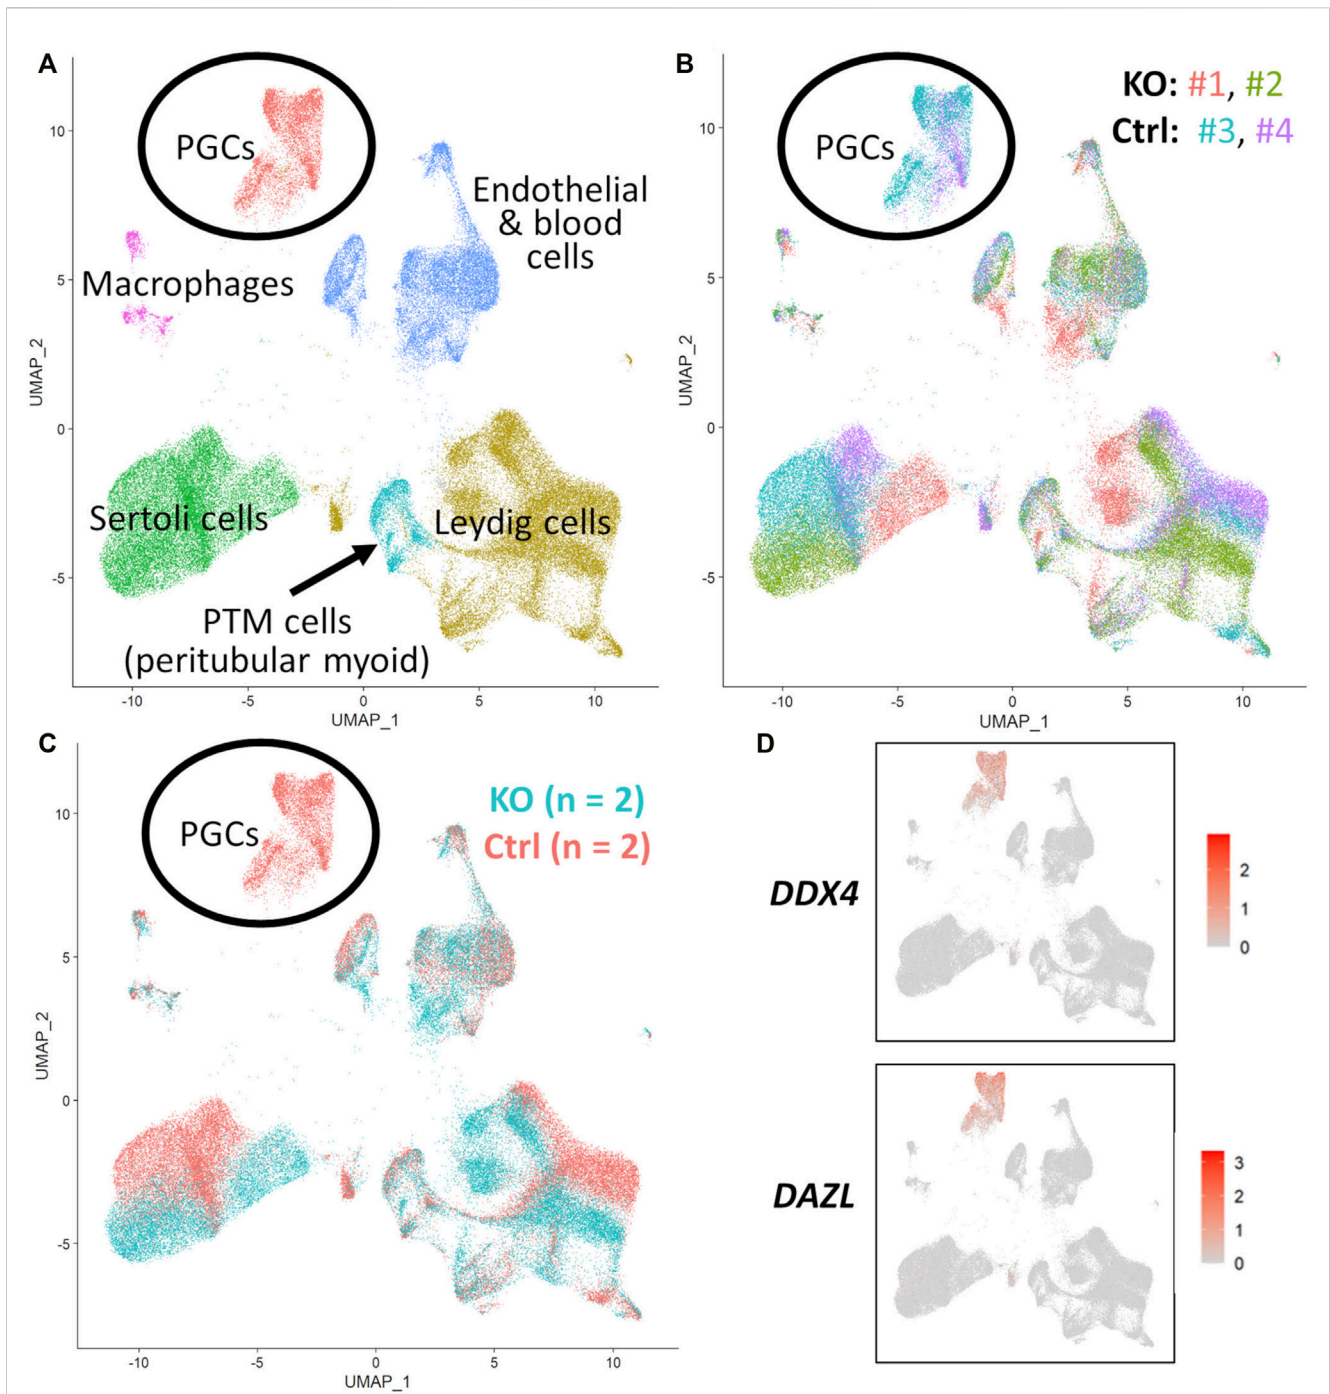 A
PGCs
Endothelial
& blood
cells
Macrophages
Sertoli cells
Leydig cells
PTM cells
(peritubular myoid)
10
5
0
-5
UMAP_2
-10
-5
0
5
10
UMAP_1
B
KO: #1, #2
Ctrl: #3, #4
PGCs
10
5
0
-5
UMAP_2
-10
-5
0
5
10
UMAP_1
C
PGCs
KO (n = 2)
Ctrl (n = 2)
10
5
0
-5
UMAP_2
-10
-5
0
5
10
UMAP_1
D
DDX4
2
1
0
DAZL
3
2
1
0